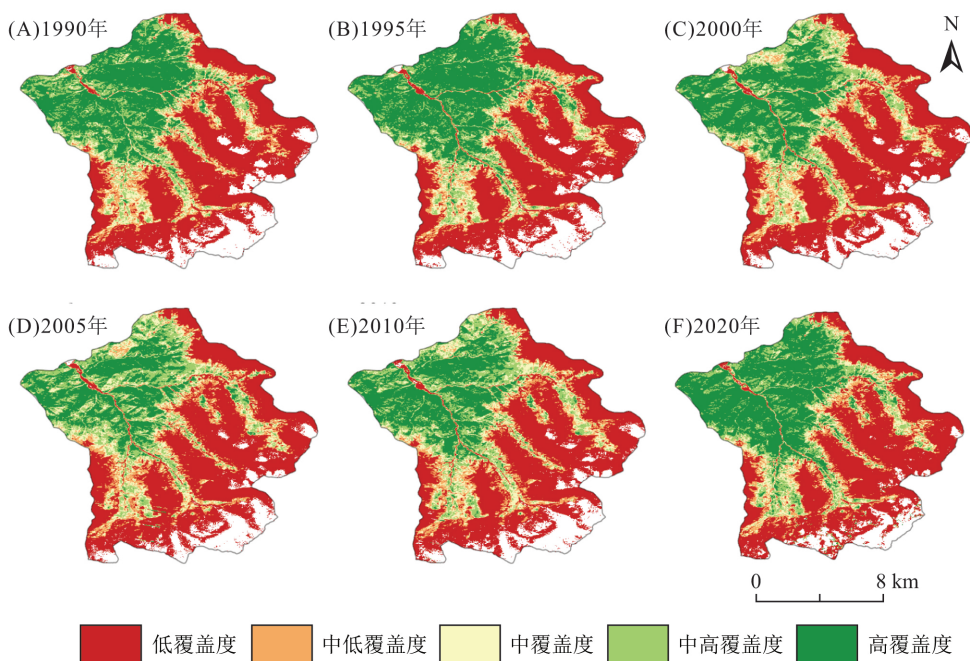 (A)1990年
(B)1995年
(C)2000年
N
(D)2005年
(E)2010年
(F)2020年
0 8 km
低覆盖度 中低覆盖度 中覆盖度 中高覆盖度 高覆盖度